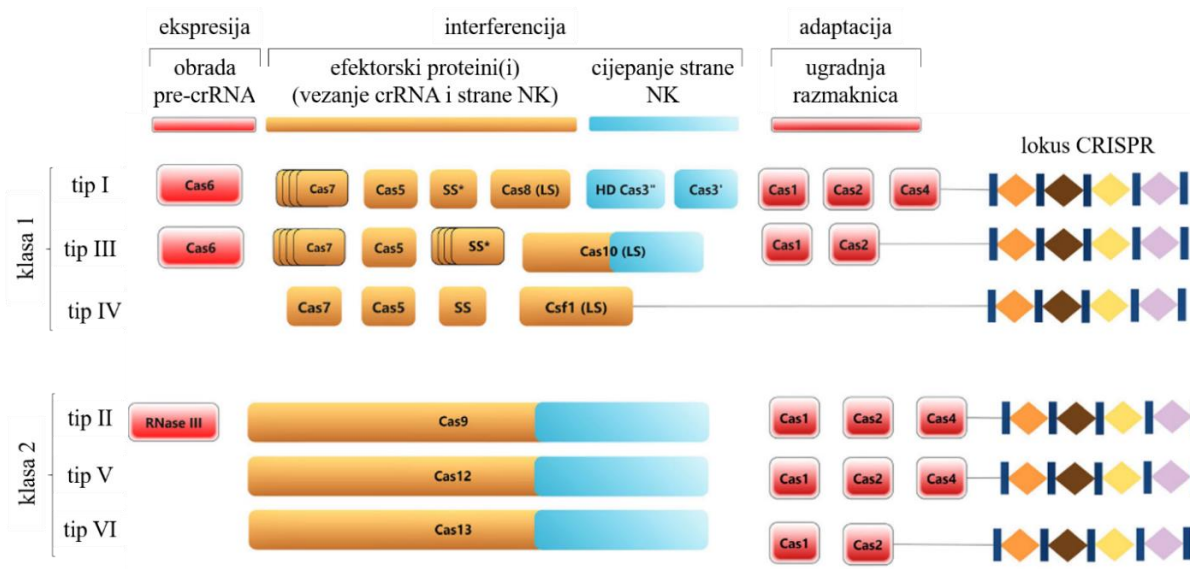 ekspresija interferencija adaptacija
obrada efektorski proteini(i) cijepanje strane ugradnja
pre-crRNA (vezanje crRNA i strane NK) NK razmaknica
lokus CRISPR
klasa 1
tip I Cas6 Cas7 Cas5 SS* Cas8 (LS) HD Cas3" Cas3' Cas1 Cas2 Cas4
tip III Cas6 Cas7 Cas5 SS* Cas10 (LS) Cas1 Cas2
tip IV Cas7 Cas5 SS Csf1 (LS)
klasa 2
tip II RNase III Cas9 Cas1 Cas2 Cas4
tip V Cas12 Cas1 Cas2 Cas4
tip VI Cas13 Cas1 Cas2